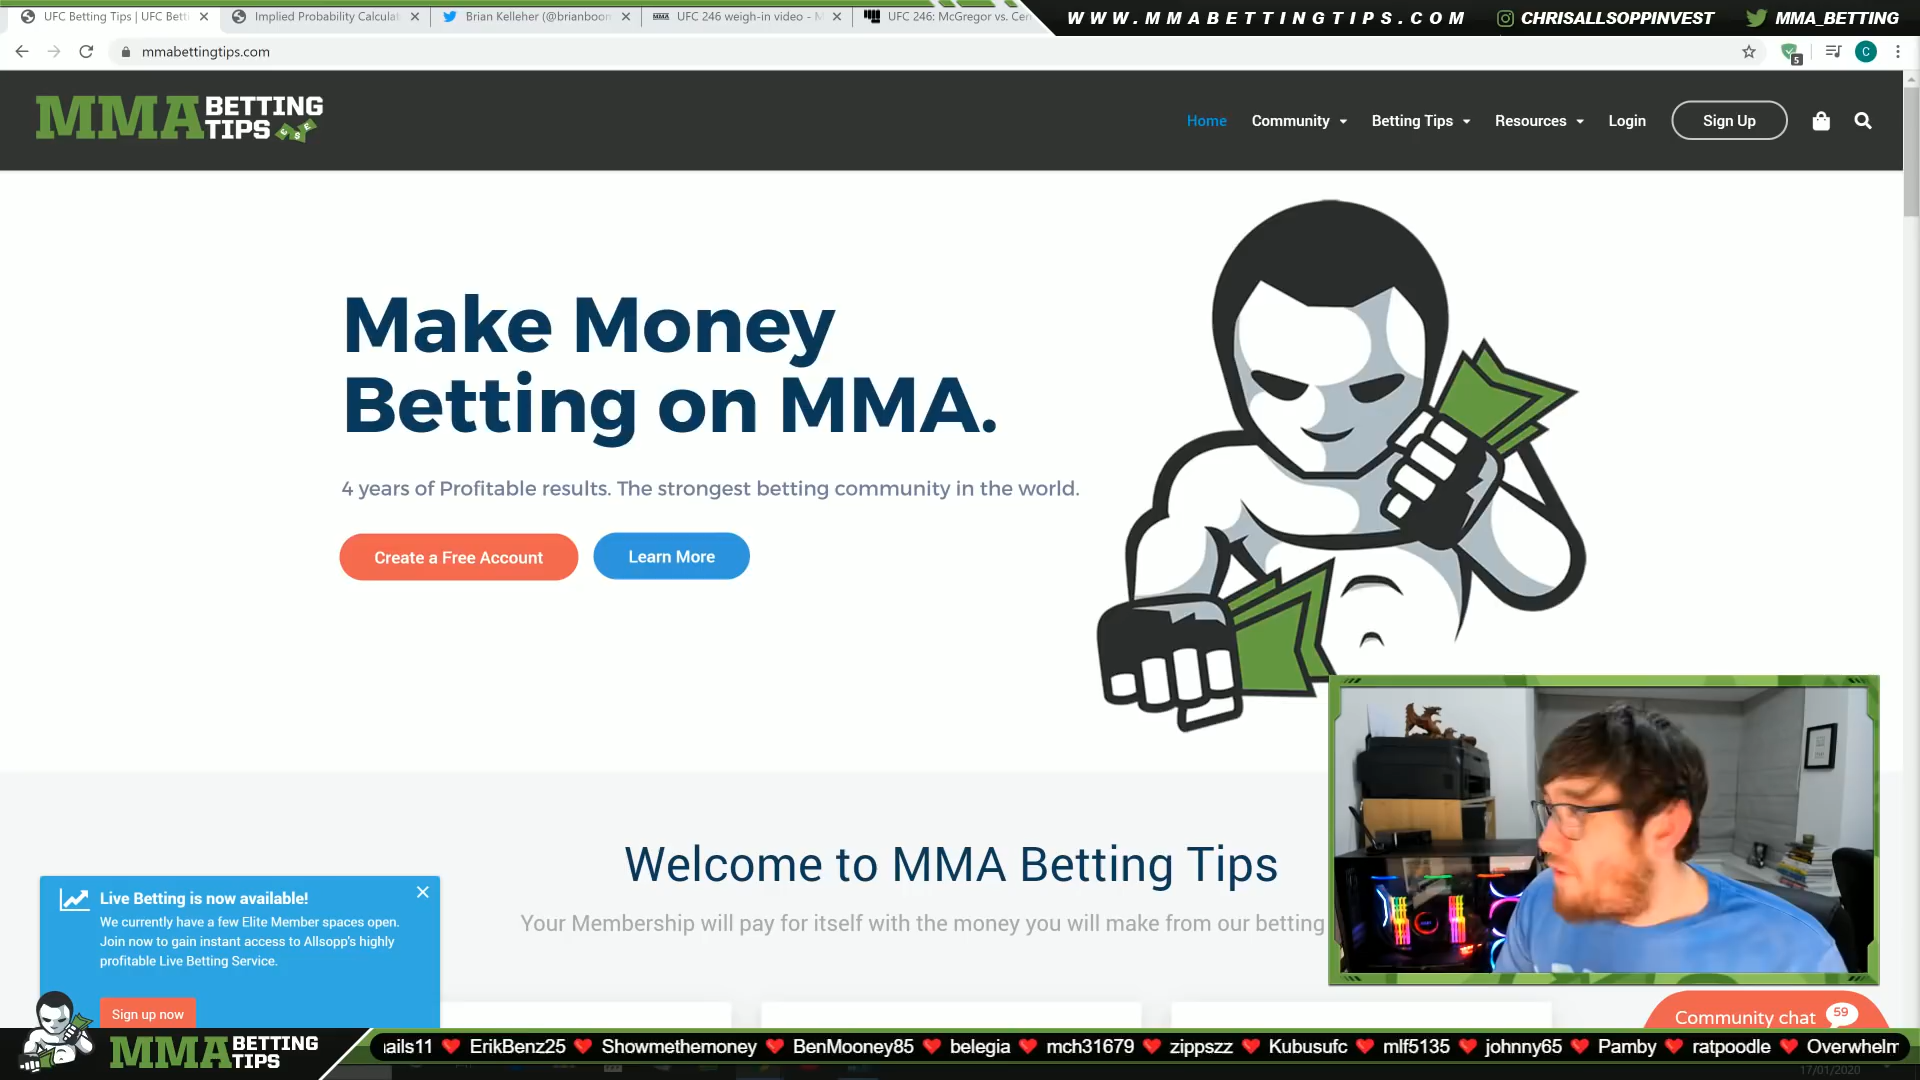 UFC Betting Tips | UFC Bett
Implied Probability Calculat
Brian Kelleher (@brianboon
UFC 246 weigh-in video - M
UFC 246: McGregor vs. Cer
WWW.MMABETTINGTIPS.COM
CHRISALLSOPPINVEST
MMA_BETTING
mmabettingtips.com
5
C
MMA BETTING TIPS
Home
Community
Betting Tips
Resources
Login
Sign Up
Make Money
Betting on MMA.
4 years of Profitable results. The strongest betting community in the world.
Create a Free Account
Learn More
Welcome to MMA Betting Tips
Your Membership will pay for itself with the money you will make from our betting
Live Betting is now available!
We currently have a few Elite Member spaces open.
Join now to gain instant access to Allsopp's highly
profitable Live Betting Service.
Sign up now
Community chat 59
MMA BETTING TIPS
ails11 ❤ ErikBenz25 ❤ Showmethemoney ❤ BenMooney85 ❤ belegia ❤ mch31679 ❤ zippszz ❤ Kubusufc ❤ mlf5135 ❤ johnny65 ❤ Pamby ❤ ratpoodle ❤ Overwhelm
17/01/2020